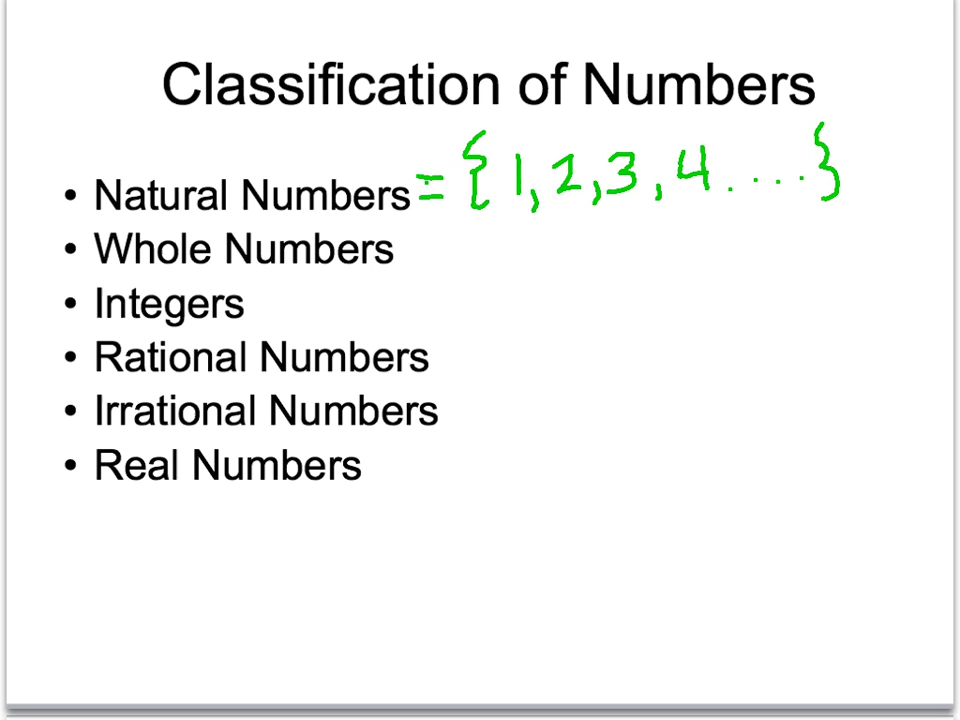 Classification of Numbers
• Natural Numbers = { 1, 2, 3, 4 .... }
• Whole Numbers
• Integers
• Rational Numbers
• Irrational Numbers
• Real Numbers